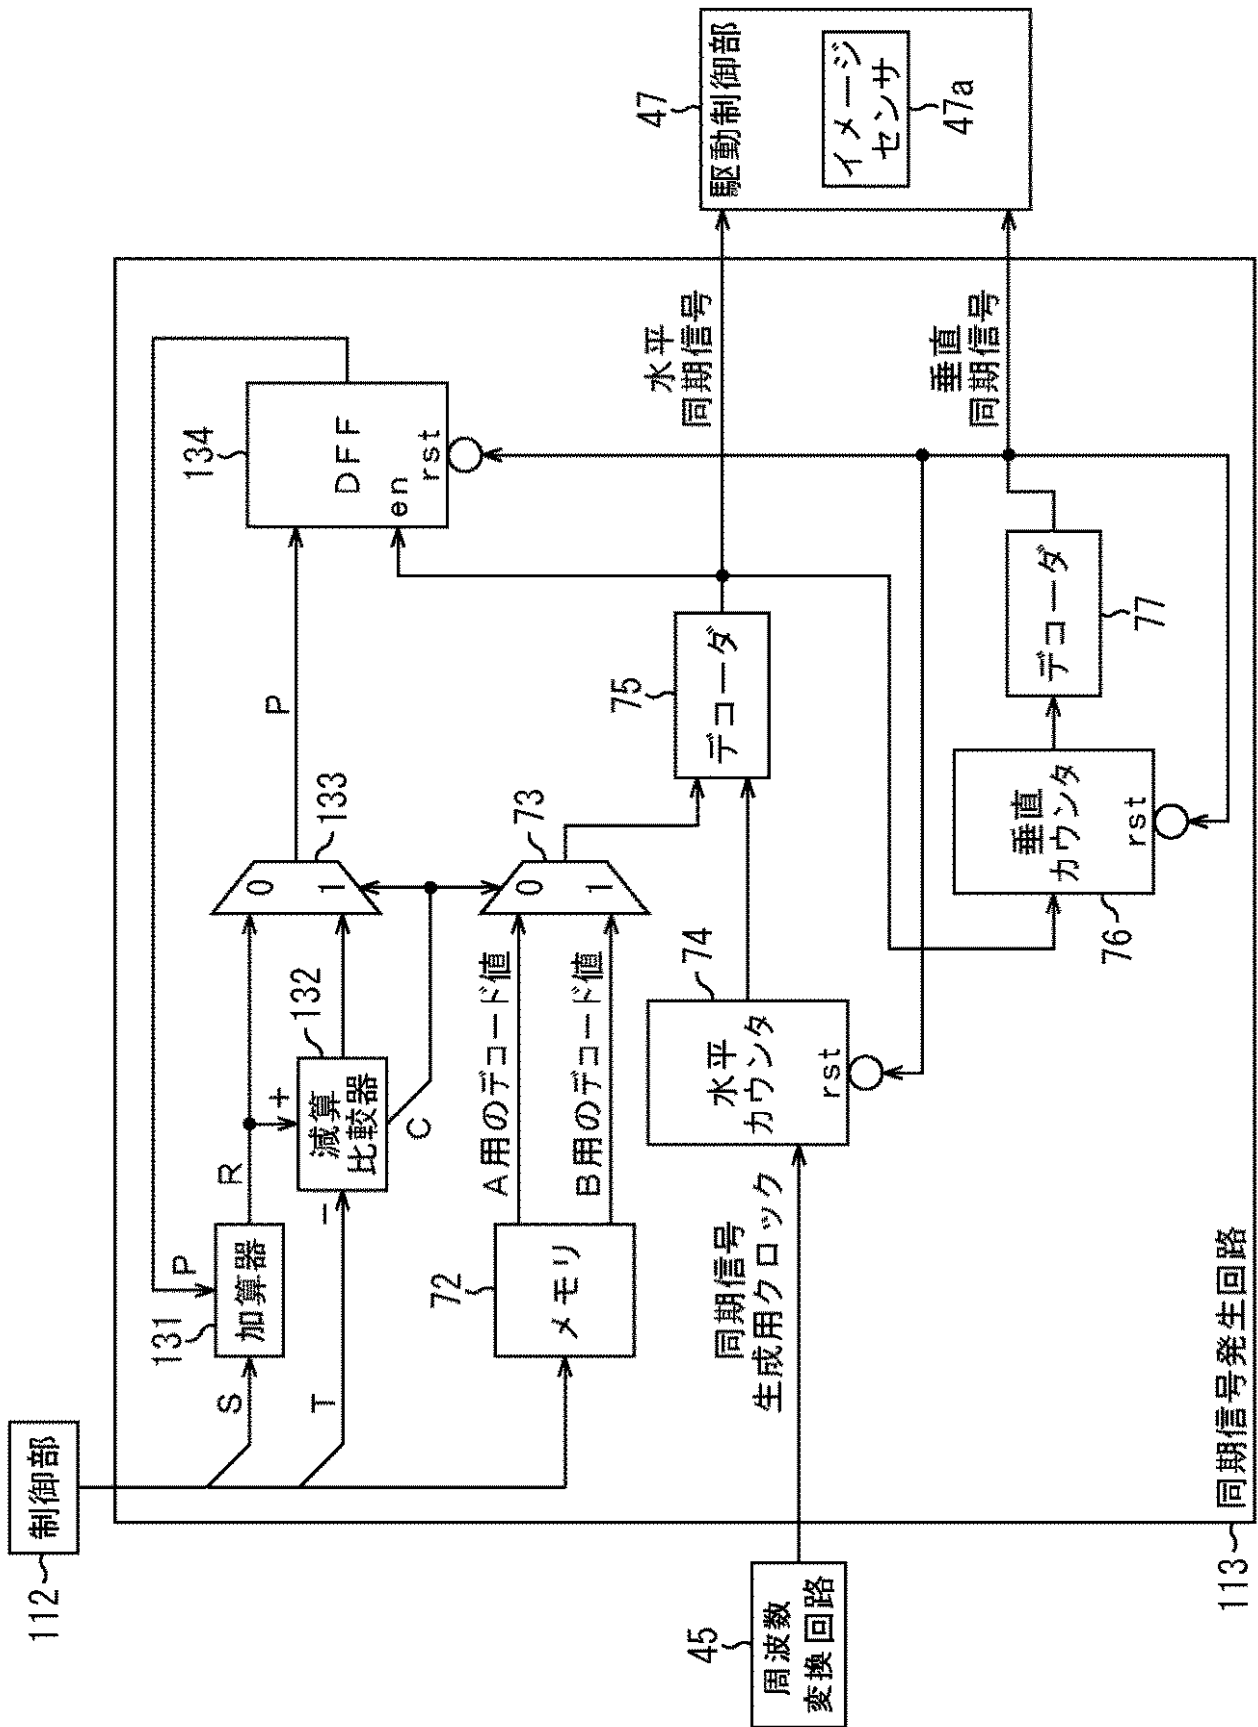 112
制御部
S
T
131
加算器
P
R
+
−
132
減算
比較器
C
133
0
1
P
134
DFF
en
rst
72
メモリ
A用のデコード値
B用のデコード値
73
0
1
75
デコーダ
水平
同期信号
47
駆動制御部
イメージ
センサ
47a
45
周波数
変換回路
同期信号
生成用クロック
74
水平
カウンタ
rst
76
垂直
カウンタ
rst
デコーダ
77
垂直
同期信号
113
同期信号発生回路